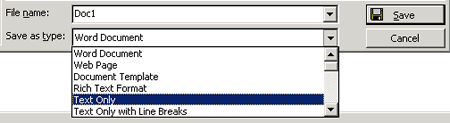 File name: Doc1 Save
Save as type: Word Document Cancel
Word Document
Web Page
Document Template
Rich Text Format
Text Only
Text Only with Line Breaks